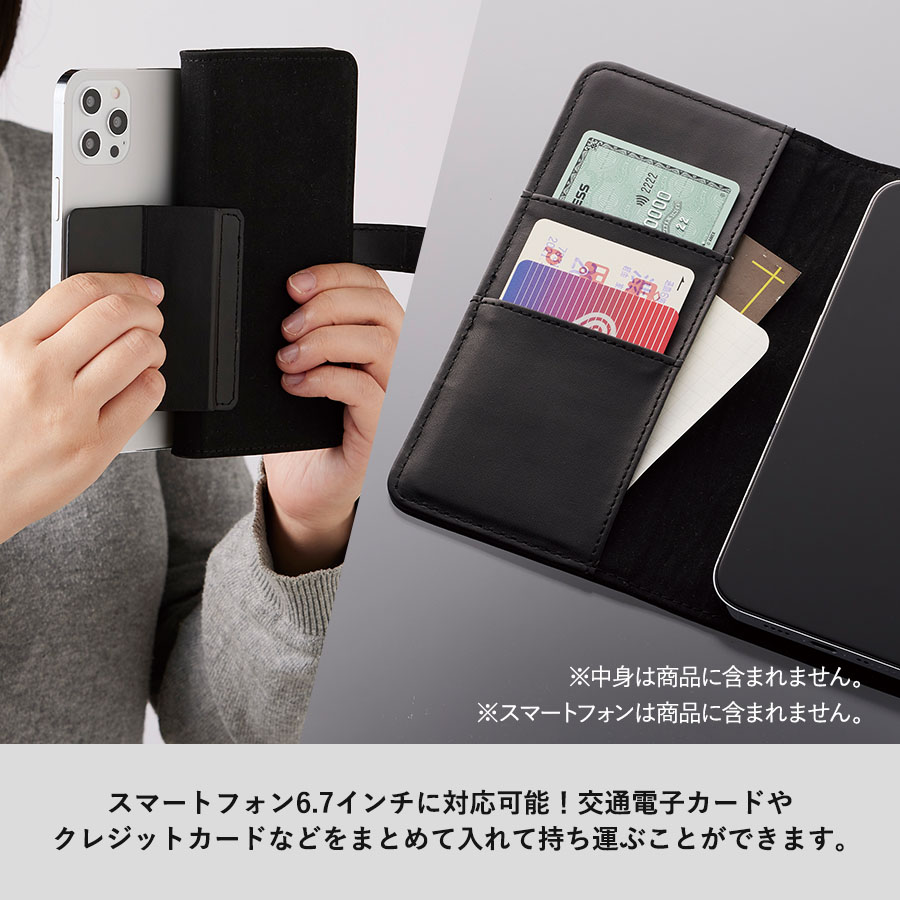 ESS
2222
0000
22
※中身は商品に含まれません。
※スマートフォンは商品に含まれません。
スマートフォン6.7インチに対応可能！交通電子カードや
クレジットカードなどをまとめて入れて持ち運ぶことができます。